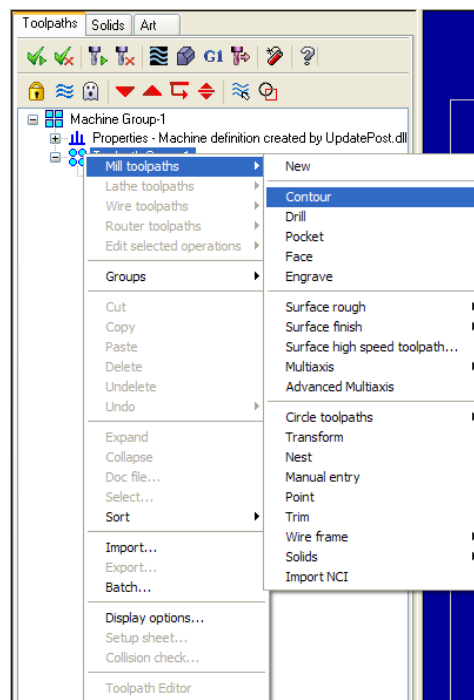 Toolpaths Solids Art
G1
Machine Group-1
Properties - Machine definition created by UpdatePost.dll
Mill toolpaths
Lathe toolpaths
Wire toolpaths
Router toolpaths
Edit selected operations
Groups
Cut
Copy
Paste
Delete
Undelete
Undo
Expand
Collapse
Doc file...
Select...
Sort
Import...
Export...
Batch...
Display options...
Setup sheet...
Collision check...
Toolpath Editor
New
Contour
Drill
Pocket
Face
Engrave
Surface rough
Surface finish
Surface high speed toolpath...
Multiaxis
Advanced Multiaxis
Circle toolpaths
Transform
Nest
Manual entry
Point
Trim
Wire frame
Solids
Import NCI